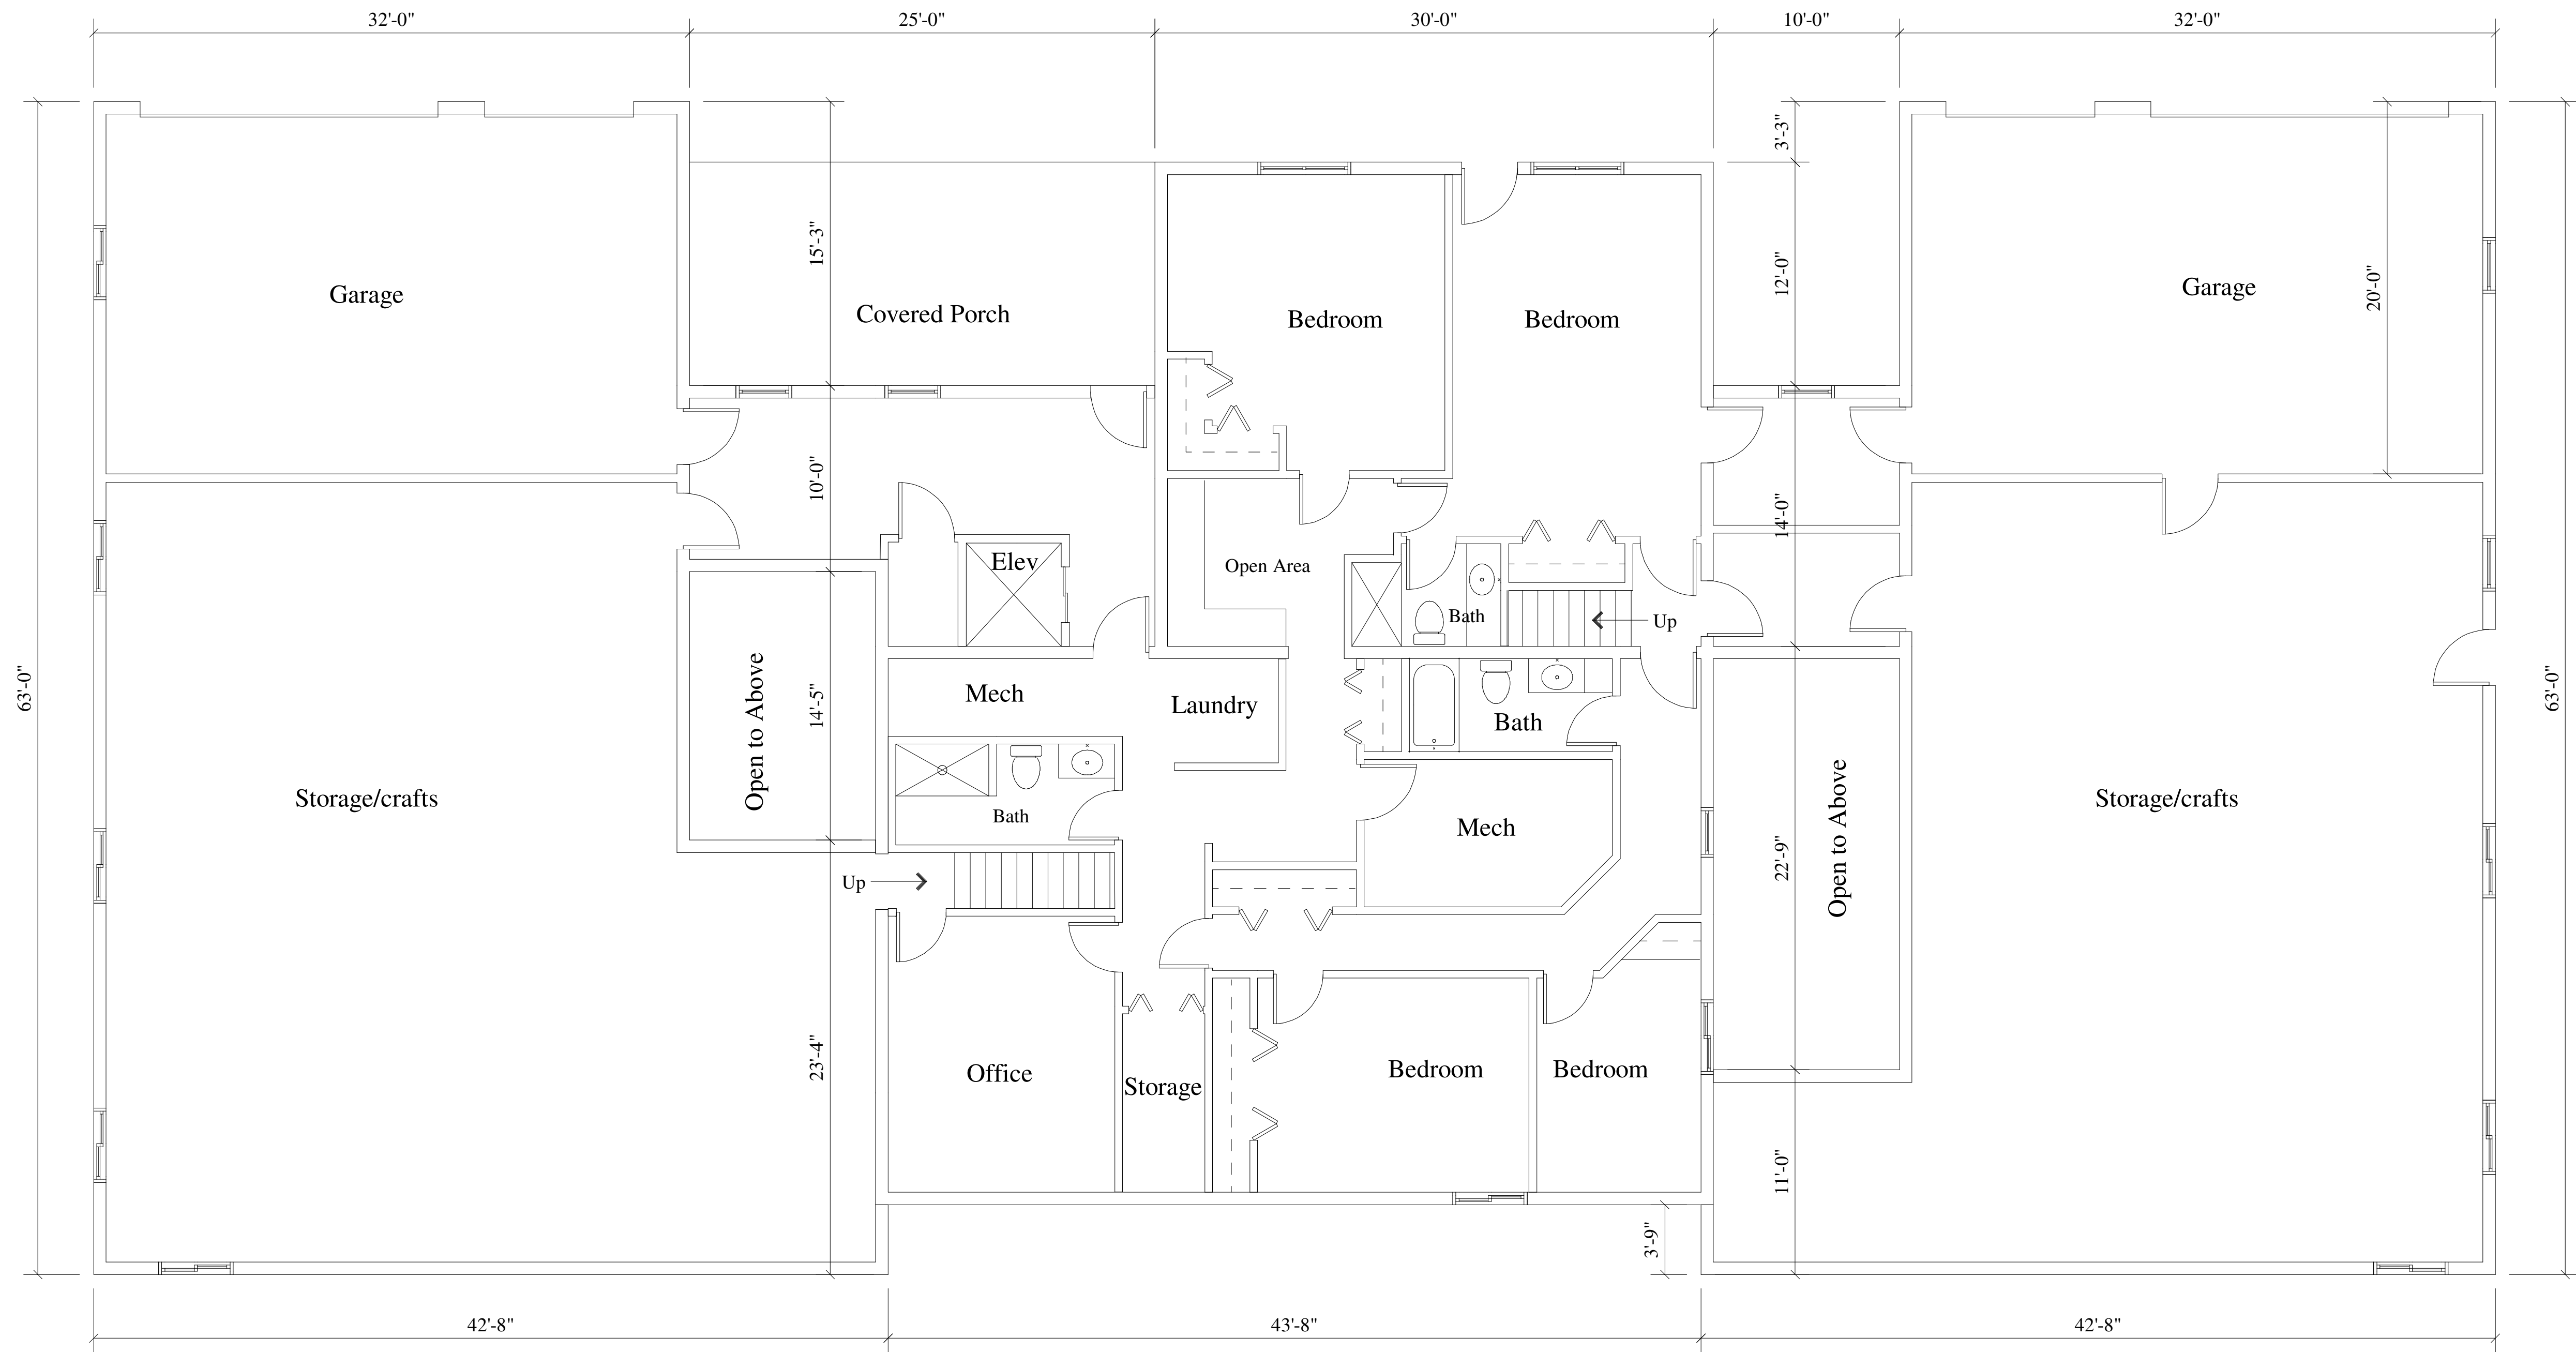 32'-0"
25'-0"
30'-0"
10'-0"
32'-0"
3'-3"
15'-3"
12'-0"
20'-0"
Garage
Covered Porch
Bedroom
Bedroom
Garage
10'-0"
14'-0"
Elev
Open Area
Bath
Up
63'-0"
Open to Above
14'-5"
Mech
Laundry
Bath
63'-0"
Storage/crafts
Bath
Mech
22'-9"
Open to Above
Storage/crafts
Up
23'-4"
Office
Storage
Bedroom
Bedroom
11'-0"
3'-9"
42'-8"
43'-8"
42'-8"